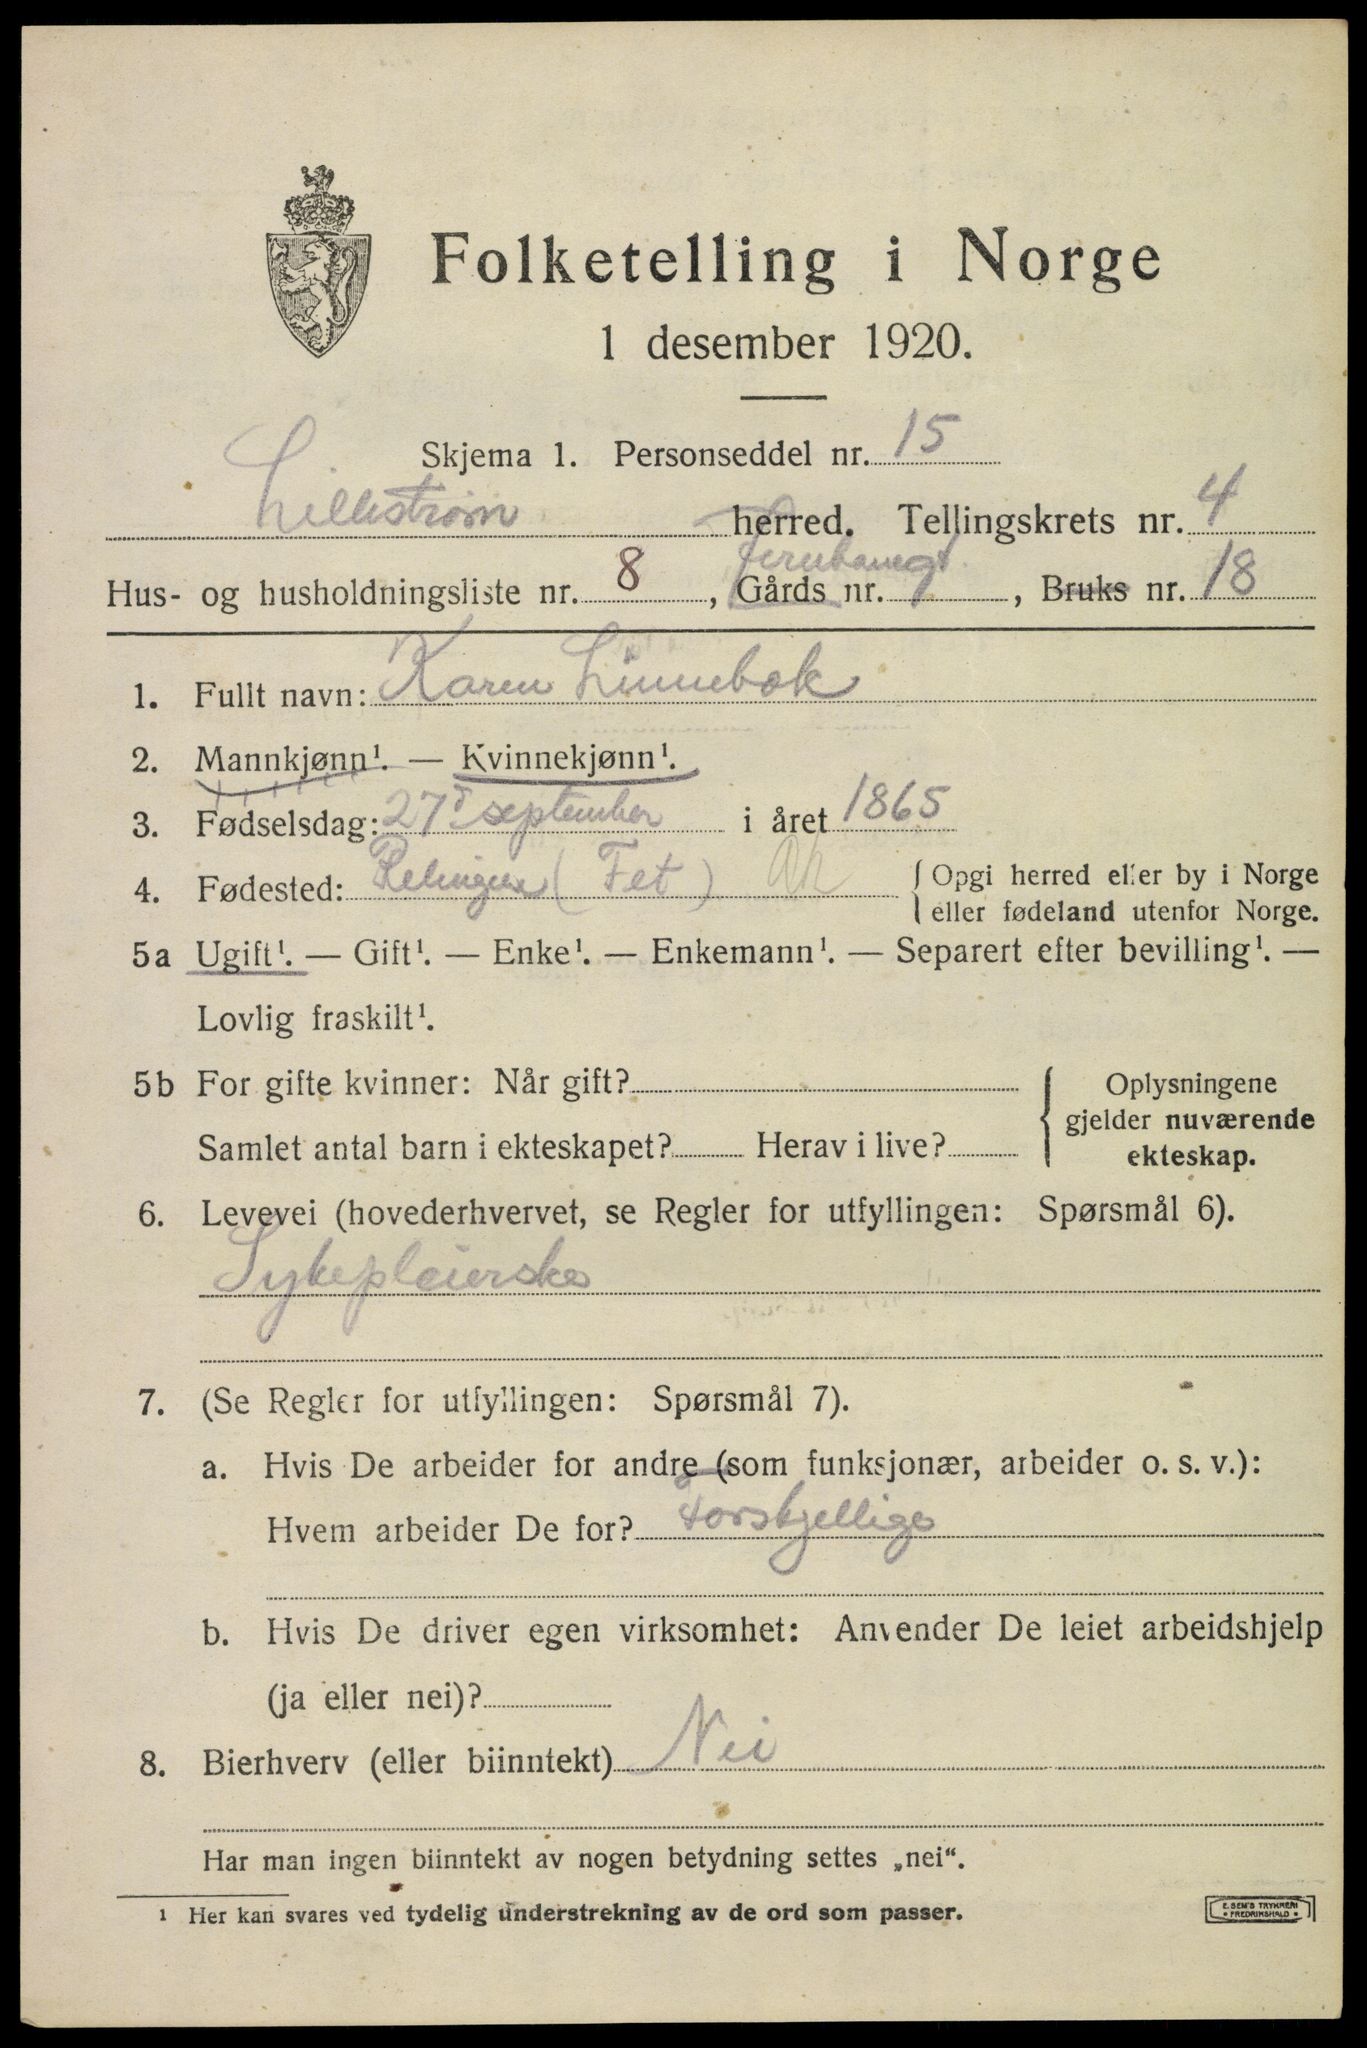 Folketelling i Norge
1 desember 1920.
Skjema 1. Personseddel nr. 15
Lillestrøm herred. Tellingskrets nr. 4
Jernbanegt
Hus- og husholdningsliste nr. 8, Gårds nr., Bruks nr. 18
1. Fullt navn: Karen Linnebok
2. Mannkjønn¹. — Kvinnekjønn¹.
3. Fødselsdag: 27d september i året 1865
4. Fødested: (Fet) Ak { Opgi herred eller by i Norge
eller fødeland utenfor Norge.
5a Ugift¹. — Gift¹. — Enke¹. — Enkemann¹. — Separert efter bevilling¹. —
Lovlig fraskilt¹.
5b For gifte kvinner: Når gift? { Oplysningene
gjelder nuværende
Samlet antal barn i ekteskapet? Herav i live? ekteskap.
6. Levevei (hovederhvervet, se Regler for utfyllingen: Spørsmål 6).
Sykepleierske
7. (Se Regler for utfyllingen: Spørsmål 7).
a. Hvis De arbeider for andre (som funksjonær, arbeider o. s. v.):
Hvem arbeider De for? Forskjellige
b. Hvis De driver egen virksomhet: Anvender De leiet arbeidshjelp
(ja eller nei)?
8. Bierhverv (eller biinntekt) Nei
Har man ingen biinntekt av nogen betydning settes „nei“.
¹ Her kan svares ved tydelig understrekning av de ord som passer.
E. SEM'S TRYKKERI
FREDRIKSHALD